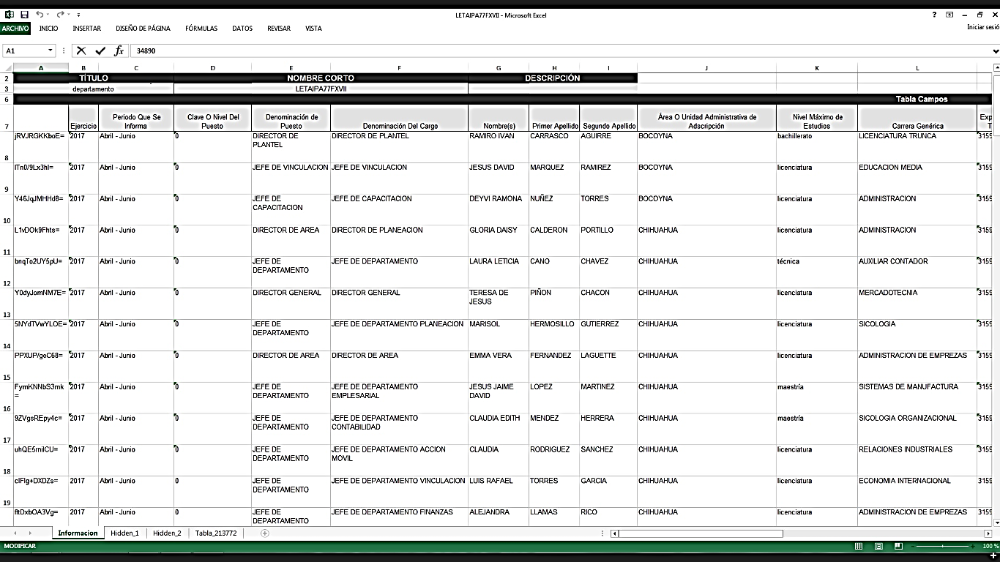 LETAIPA77FXVII - Microsoft Excel
ARCHIVO INICIO INSERTAR DISEÑO DE PÁGINA FÓRMULAS DATOS REVISAR VISTA Iniciar sesió
A1 fx 34890
A B C D E F G H I J K L
2 TÍTULO NOMBRE CORTO DESCRIPCIÓN
3 departamento LETAIPA77FXVII
6 Tabla Campos
7 Ejercicio Periodo Que Se Informa Clave O Nivel Del Puesto Denominación de Puesto Denominación Del Cargo Nombre(s) Primer Apellido Segundo Apellido Área O Unidad Administrativa de Adscripción Nivel Máximo de Estudios Carrera Genérica Exp T
8 jRVJRGKKboE= 2017 Abril - Junio 0 DIRECTOR DE PLANTEL DIRECTOR DE PLANTEL RAMIRO IVAN CARRASCO AGUIRRE BOCOYNA bachillerato LICENCIATURA TRUNCA 3159
9 ITn0/9Lx3hI= 2017 Abril - Junio 0 JEFE DE VINCULACION JEFE DE VINCULACION JESUS DAVID MARQUEZ RAMIREZ BOCOYNA licenciatura EDUCACION MEDIA 3159
10 Y46JqJMHHd8= 2017 Abril - Junio 0 JEFE DE CAPACITACION JEFE DE CAPACITACION DEYVI RAMONA NUÑEZ TORRES BOCOYNA licenciatura ADMINISTRACION 3159
11 L1vDOk9Fhts= 2017 Abril - Junio 0 DIRECTOR DE AREA DIRECTOR DE PLANEACION GLORIA DAISY CALDERON PORTILLO CHIHUAHUA licenciatura ADMINISTRACION 3159
12 bnqTo2UY5pU= 2017 Abril - Junio 0 JEFE DE DEPARTAMENTO JEFE DE DEPARTAMENTO LAURA LETICIA CANO CHAVEZ CHIHUAHUA técnica AUXILIAR CONTADOR 3159
13 Y0dyJomNM7E= 2017 Abril - Junio 0 DIRECTOR GENERAL DIRECTOR GENERAL TERESA DE JESUS PIÑON CHACON CHIHUAHUA licenciatura MERCADOTECNIA 3159
14 5NYdTVwYLOE= 2017 Abril - Junio 0 JEFE DE DEPARTAMENTO JEFE DE DEPARTAMENTO PLANEACION MARISOL HERMOSILLO GUTIERREZ CHIHUAHUA licenciatura SICOLOGIA 3159
15 PPXUP/geC68= 2017 Abril - Junio 0 DIRECTOR DE AREA DIRECTOR DE AREA EMMA VERA FERNANDEZ LAGUETTE CHIHUAHUA licenciatura ADMINISTRACION DE EMPREZAS 3159
16 FymKNNbS3mk= 2017 Abril - Junio 0 JEFE DE DEPARTAMENTO JEFE DE DEPARTAMENTO EMPLESARIAL JESUS JAIME DAVID LOPEZ MARTINEZ CHIHUAHUA maestría SISTEMAS DE MANUFACTURA 3159
17 9ZVgsREpy4c= 2017 Abril - Junio 0 JEFE DE DEPARTAMENTO JEFE DE DEPARTAMENTO CONTABILIDAD CLAUDIA EDITH MENDEZ HERRERA CHIHUAHUA maestría SICOLOGIA ORGANIZACIONAL 3159
18 uhQE5rnilCU= 2017 Abril - Junio 0 JEFE DE DEPARTAMENTO JEFE DE DEPARTAMENTO ACCION MOVIL CLAUDIA RODRIGUEZ SANCHEZ CHIHUAHUA licenciatura RELACIONES INDUSTRIALES 3159
19 cIFlg+DXDZs= 2017 Abril - Junio 0 JEFE DE DEPARTAMENTO JEFE DE DEPARTAMENTO VINCULACION LUIS RAFAEL TORRES GARCIA CHIHUAHUA licenciatura ECONOMIA INTERNACIONAL 3159
fltDxbOA3Vg= 2017 Abril - Junio 0 JEFE DE DEPARTAMENTO JEFE DE DEPARTAMENTO FINANZAS ALEJANDRA LLAMAS RICO CHIHUAHUA licenciatura ADMINISTRACION DE EMPREZAS 3159
Informacion Hidden_1 Hidden_2 Tabla_213772
MODIFICAR 100 %